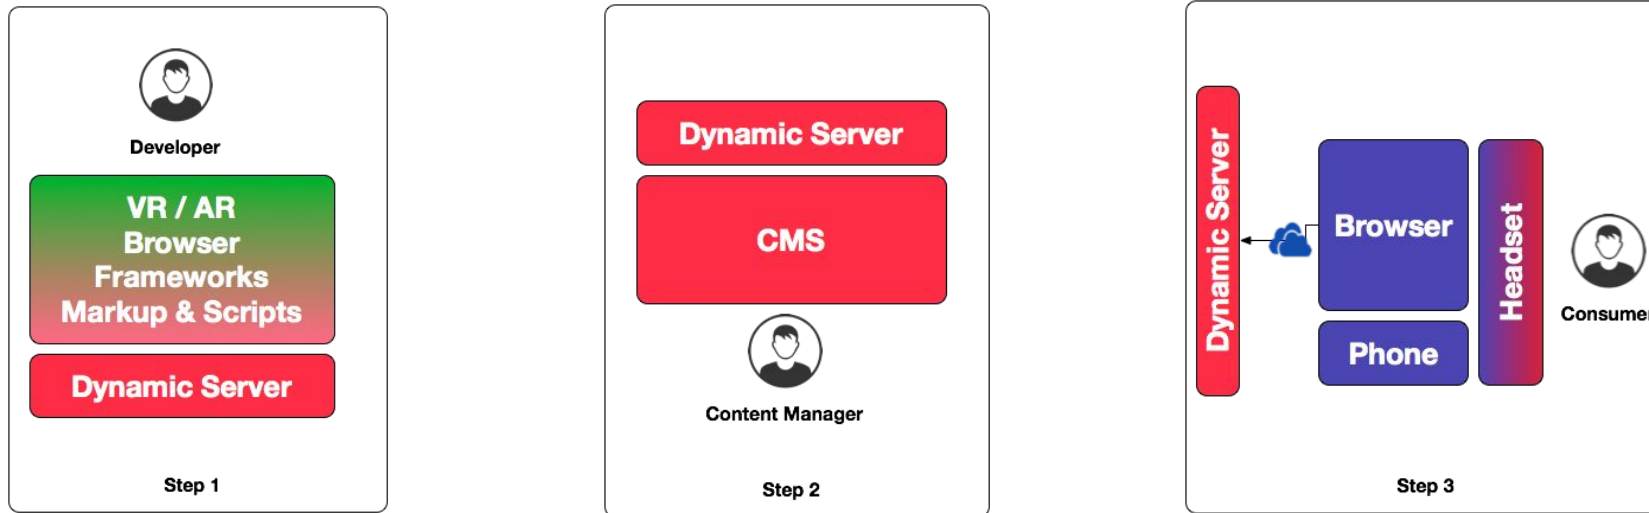 Developer
VR / AR
Browser
Frameworks
Markup & Scripts
Dynamic Server
Step 1
Dynamic Server
CMS
Content Manager
Step 2
Dynamic Server
Browser
Phone
Headset
Consumer
Step 3